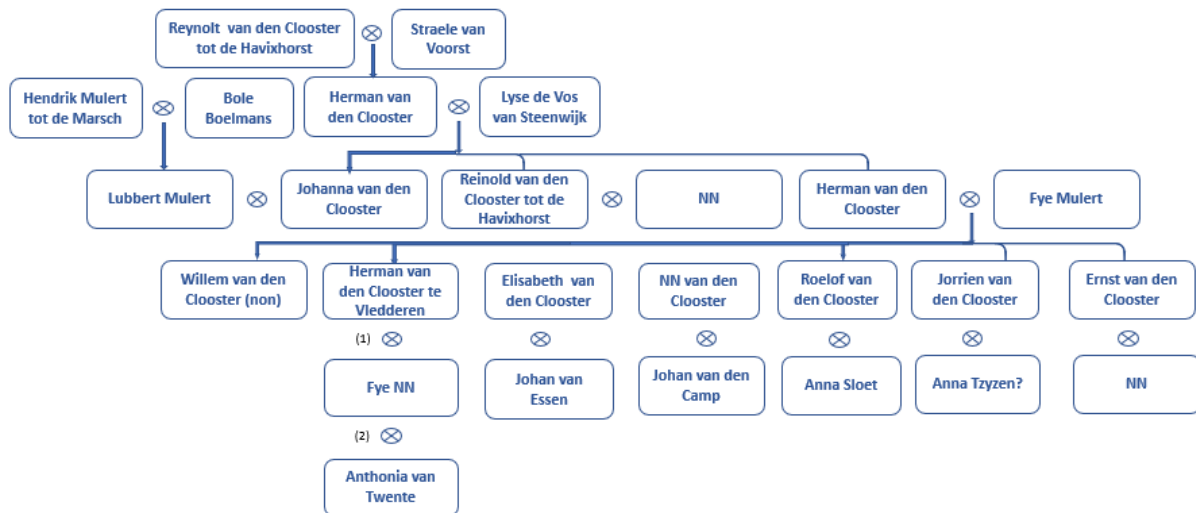 Reynolt van den Clooster
tot de Havixhorst
Straele van
Voorst
Hendrik Mulert
tot de Marsch
Bole
Boelmans
Herman van
den Clooster
Lyse de Vos
van Steenwijk
Lubbert Mulert
Johanna van den
Clooster
Reinold van den
Clooster tot de
Havixhorst
NN
Herman van den
Clooster
Fye Mulert
Willem van den
Clooster (non)
Herman van
den Clooster te
Vledderen
Elisabeth van
den Clooster
NN van den
Clooster
Roelof van
den Clooster
Jorrien van
den Clooster
Ernst van den
Clooster
(1)
Fye NN
Johan van
Essen
Johan van den
Camp
Anna Sloet
Anna Tzyzen?
NN
(2)
Anthonia van
Twente